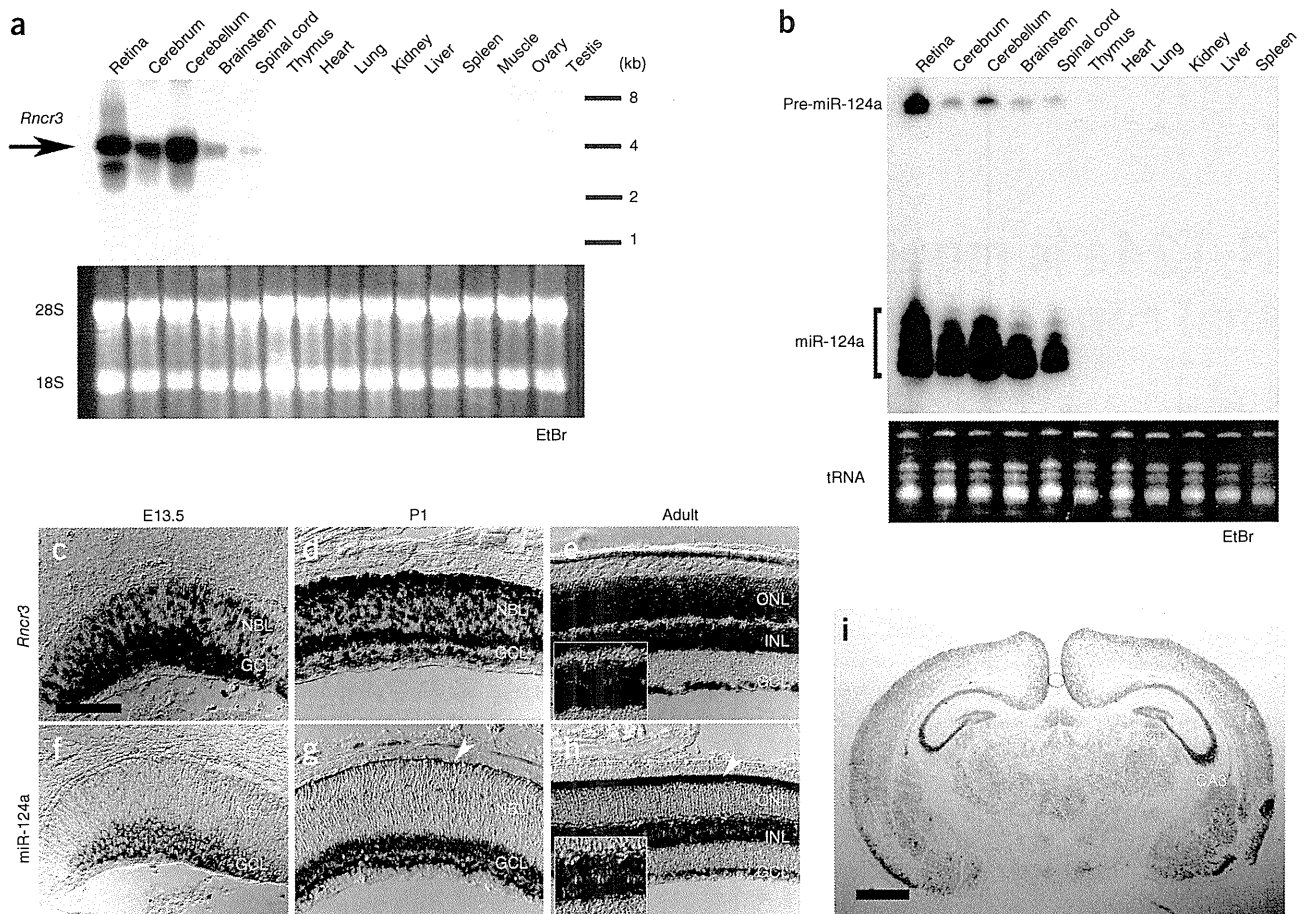 a
Retina
Cerebrum
Cerebellum
Brainstem
Spinal cord
Thymus
Heart
Lung
Kidney
Liver
Spleen
Muscle
Ovary
Testis
(kb)
Rncr3
8
4
2
1
28S
18S
EtBr
b
Retina
Cerebrum
Cerebellum
Brainstem
Spinal cord
Thymus
Heart
Lung
Kidney
Liver
Spleen
Pre-miR-124a
miR-124a
tRNA
EtBr
E13.5
P1
Adult
Rncr3
c
NBL
GCL
d
NBL
GCL
e
ONL
INL
GCL
miR-124a
f
NBL
GCL
g
NBL
GCL
h
ONL
INL
GCL
i
CA3